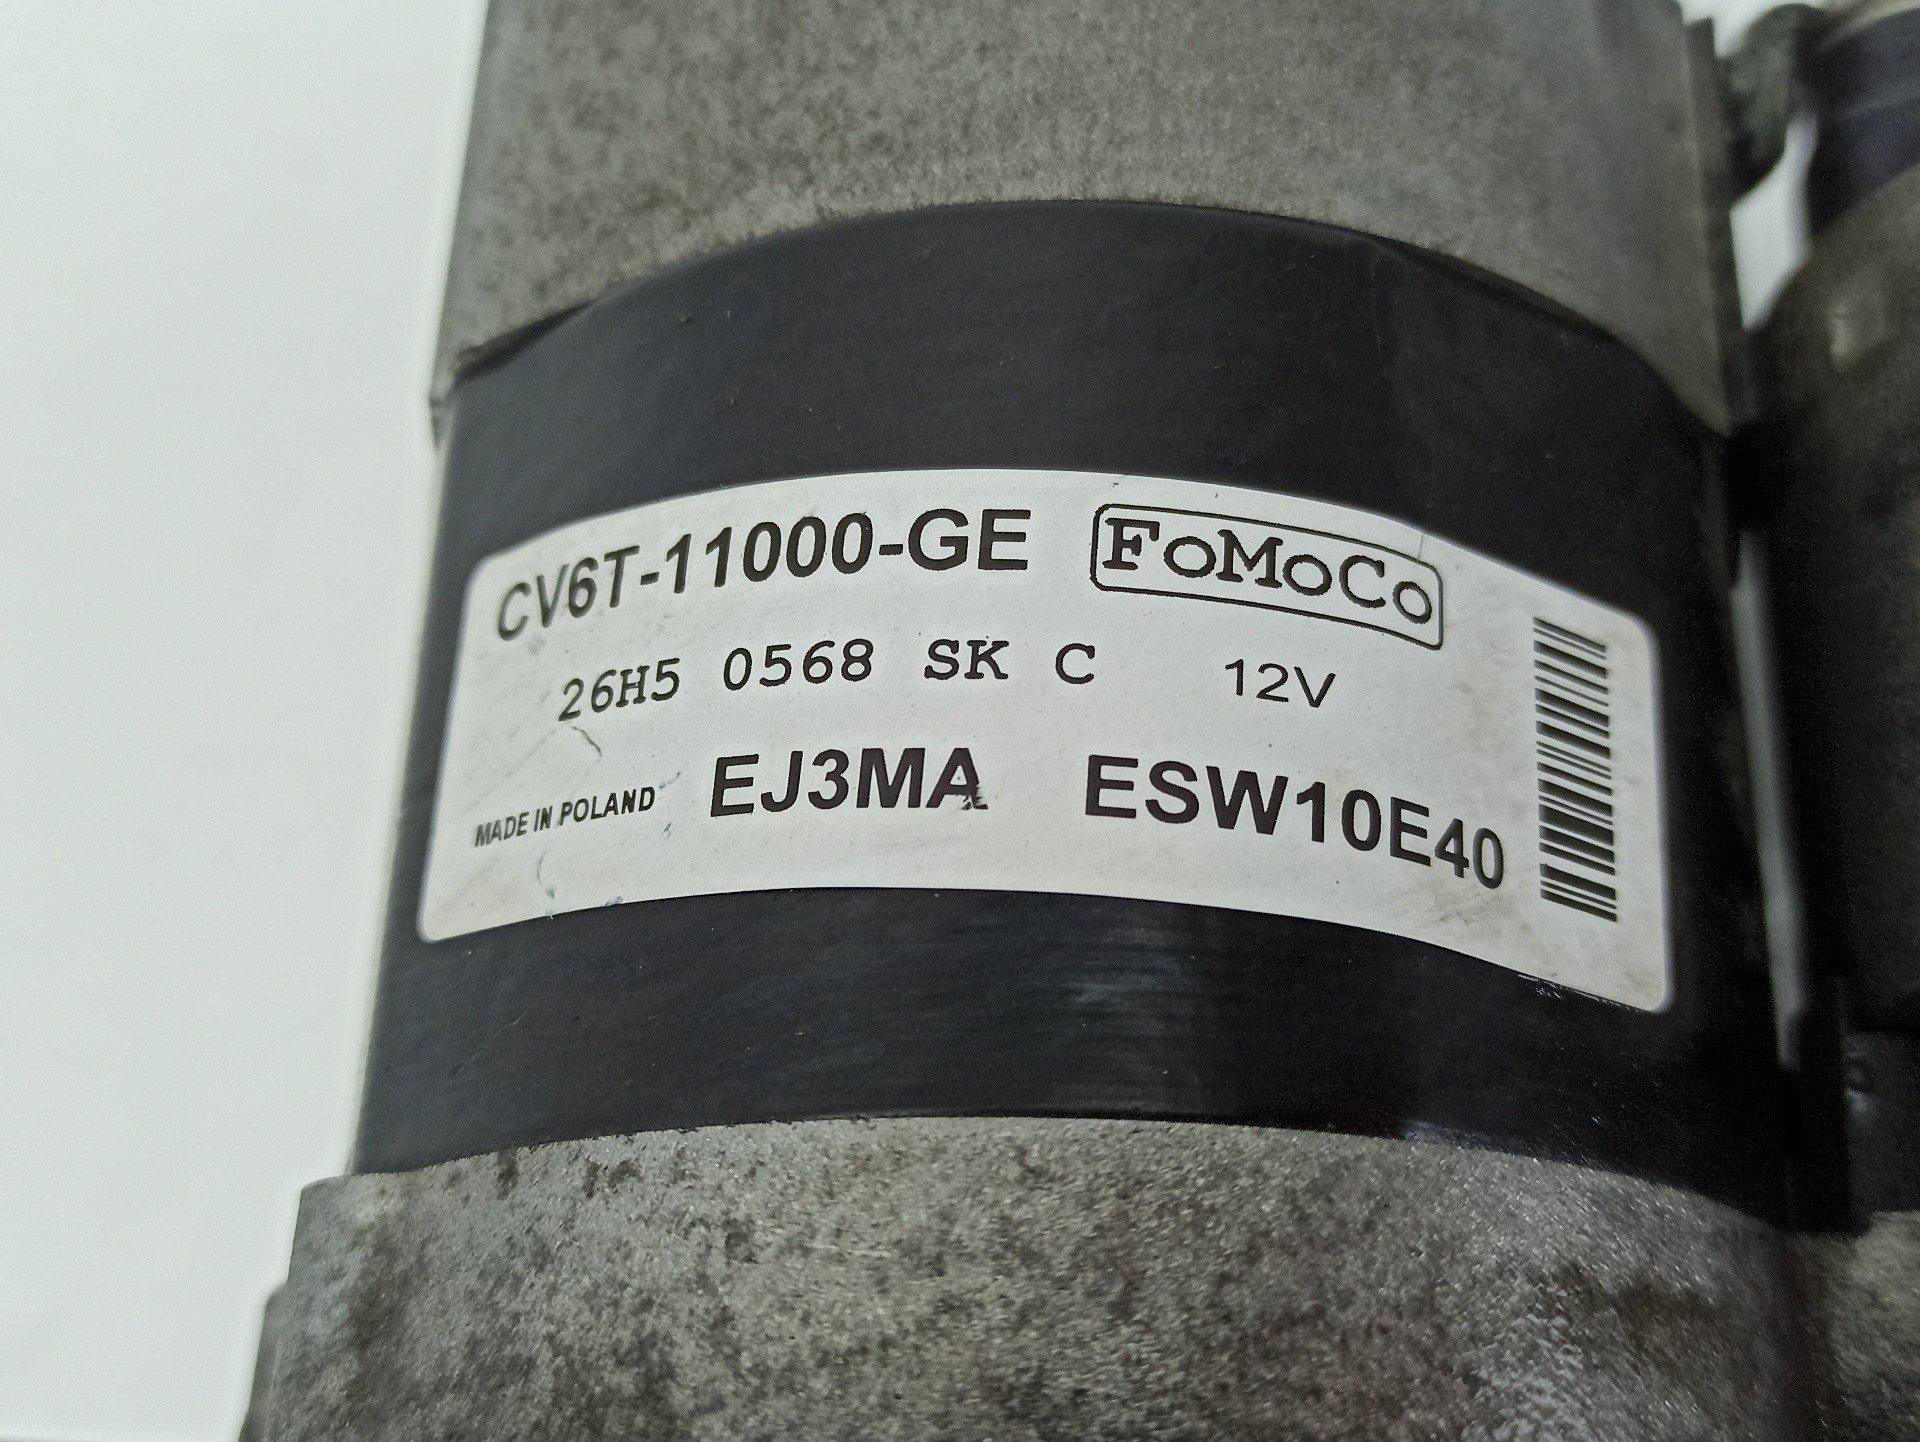 CV6T-11000-GE FoMoCo
26H5 0568 SK C 12V
MADE IN POLAND EJ3MA ESW10E40